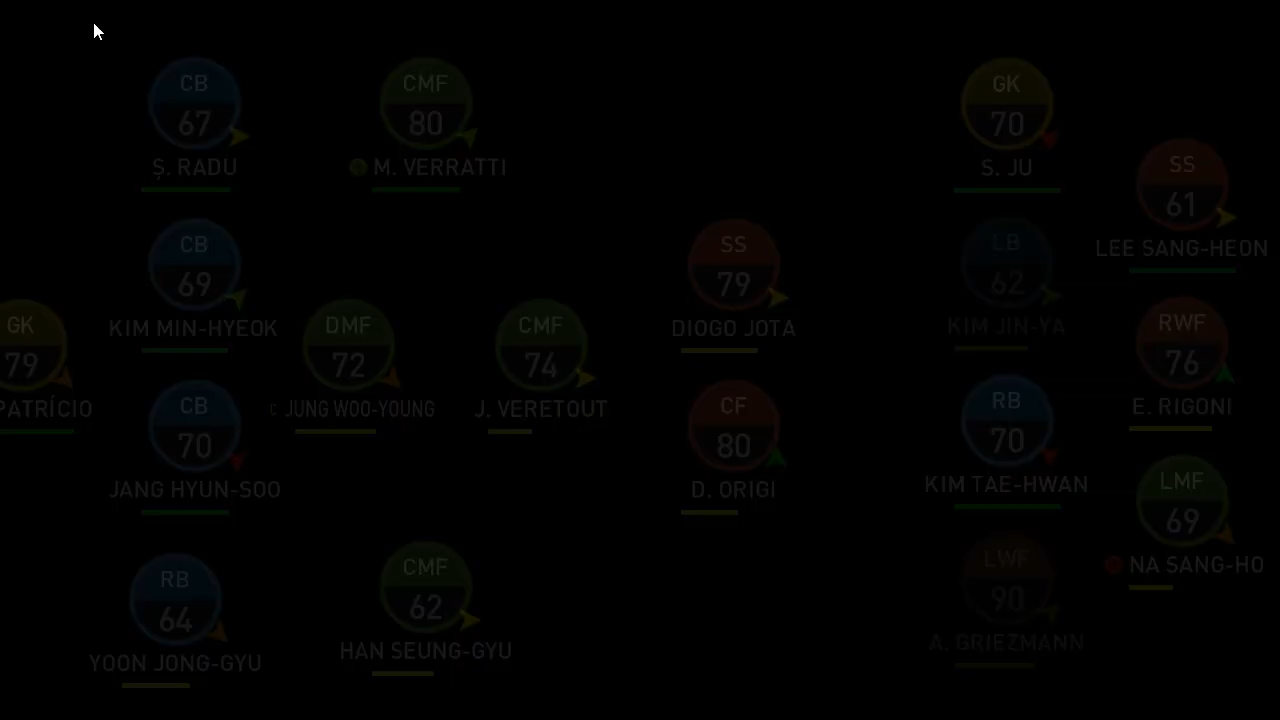 CB
67
Ș. RADU
CMF
80
M. VERRATTI
GK
70
S. JU
SS
61
LEE SANG-HEON
CB
69
KIM MIN-HYEOK
SS
79
DIOGO JOTA
LB
62
KIM JIN-YA
GK
79
PATRÍCIO
DMF
72
C JUNG WOO-YOUNG
CMF
74
J. VERETOUT
RWF
76
E. RIGONI
CB
70
JANG HYUN-SOO
CF
80
D. ORIGI
RB
70
KIM TAE-HWAN
LMF
69
NA SANG-HO
RB
64
YOON JONG-GYU
CMF
62
HAN SEUNG-GYU
LWF
90
A. GRIEZMANN